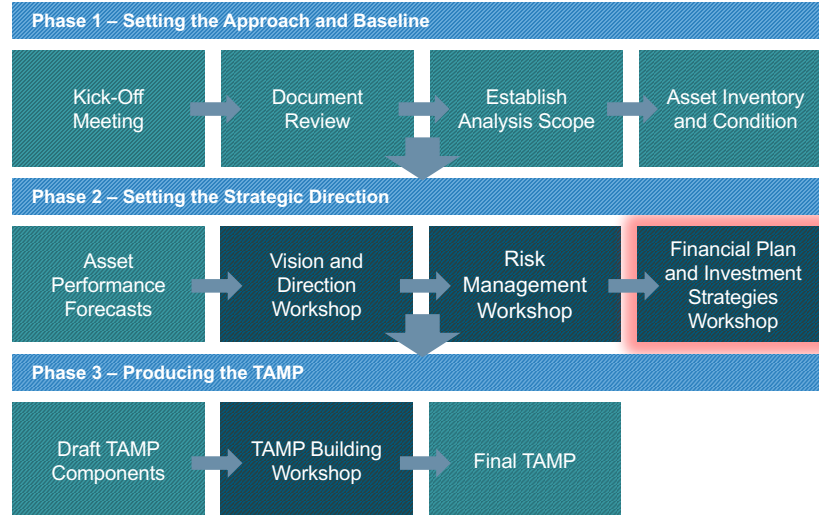 Phase 1 – Setting the Approach and Baseline
Kick-Off
Meeting
Document
Review
Establish
Analysis Scope
Asset Inventory
and Condition
Phase 2 – Setting the Strategic Direction
Asset
Performance
Forecasts
Vision and
Direction
Workshop
Risk
Management
Workshop
Financial Plan
and Investment
Strategies
Workshop
Phase 3 – Producing the TAMP
Draft TAMP
Components
TAMP Building
Workshop
Final TAMP